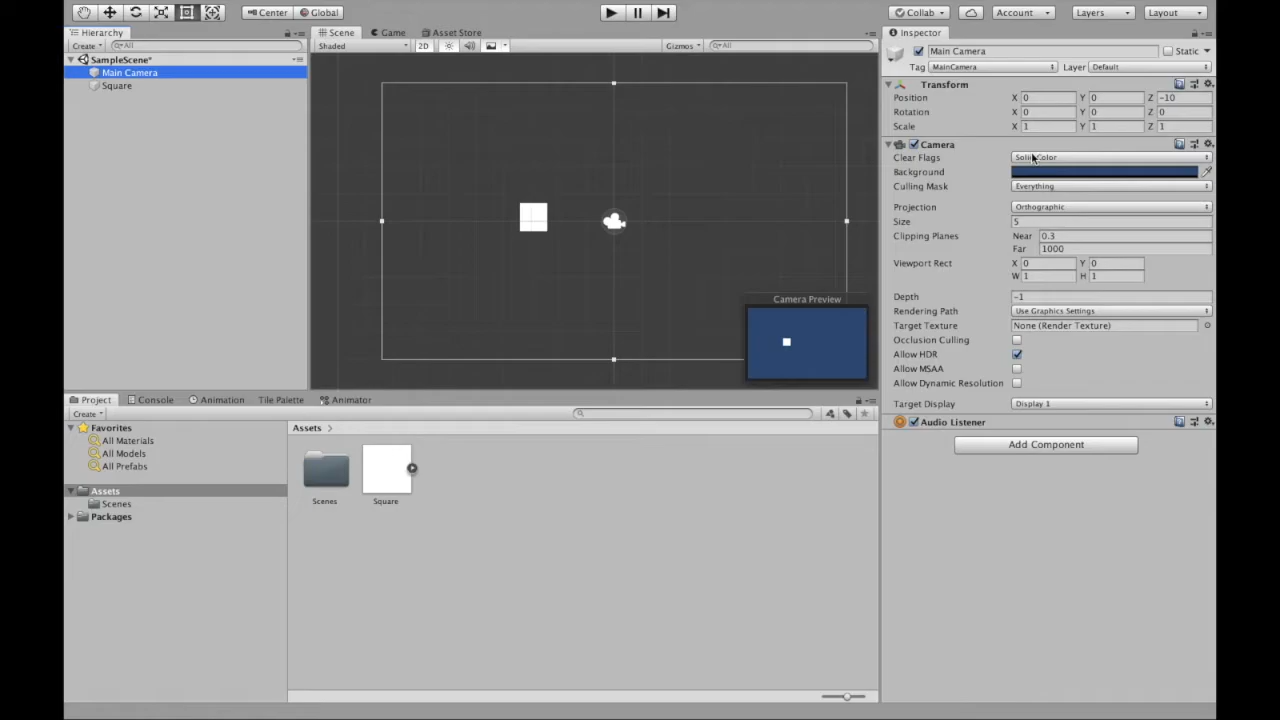 Center
Global
Collab
Account
Layers
Layout
Hierarchy
Create
All
SampleScene*
Main Camera
Square
Scene
Game
Asset Store
Shaded
2D
Gizmos
All
Camera Preview
Inspector
Main Camera
Static
Tag
MainCamera
Layer
Default
Transform
Position
X
0
Y
0
Z
-10
Rotation
X
0
Y
0
Z
0
Scale
X
1
Y
1
Z
1
Camera
Clear Flags
Solid Color
Background
Culling Mask
Everything
Projection
Orthographic
Size
5
Clipping Planes
Near
0.3
Far
1000
Viewport Rect
X
0
Y
0
W
1
H
1
Depth
-1
Rendering Path
Use Graphics Settings
Target Texture
None (Render Texture)
Occlusion Culling
Allow HDR
Allow MSAA
Allow Dynamic Resolution
Target Display
Display 1
Audio Listener
Add Component
Project
Console
Animation
Tile Palette
Animator
Create
Favorites
All Materials
All Models
All Prefabs
Assets
Scenes
Packages
Assets
Scenes
Square